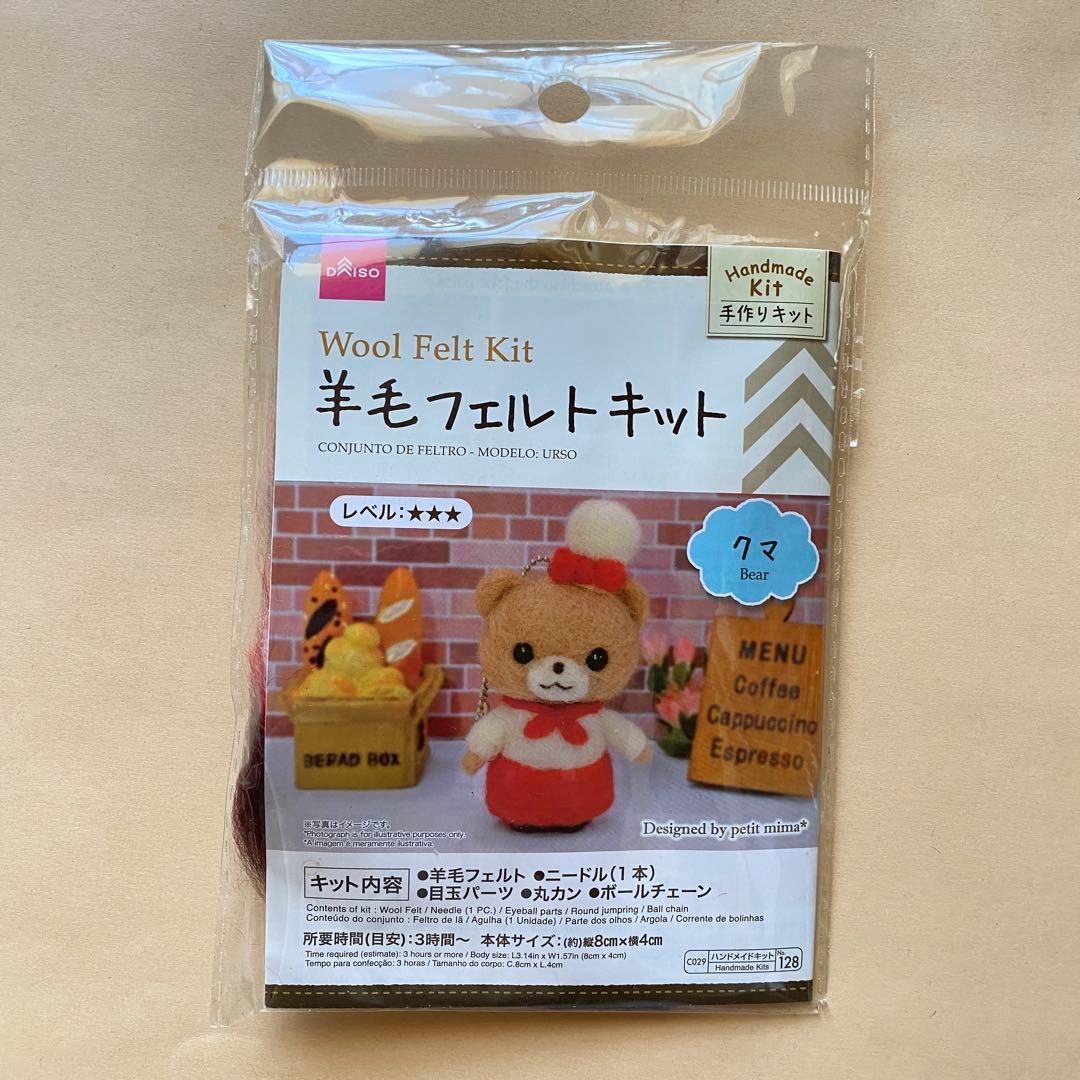 DAISO
Handmade
Kit
手作りキット
Wool Felt Kit
羊毛フェルトキット
CONJUNTO DE FELTRO - MODELO: URSO
レベル：★★★
クマ
Bear
MENU
Coffee
Cappuccino
Espresso
BEPAD BOX
Designed by petit mima*
※写真はイメージです。
*Photograph is for illustrative purposes only.
*A imagem é meramente ilustrativa.
キット内容
●羊毛フェルト ●ニードル(1本)
●目玉パーツ ●丸カン ●ボールチェーン
Contents of kit : Wool Felt / Needle (1 PC.) / Eyeball parts / Round jumpring / Ball chain
Conteúdo do conjunto : Feltro de lã / Agulha (1 Unidade) / Parte dos olhos / Argola / Corrente de bolinhas
所要時間(目安)：3時間～ 本体サイズ：(約)縦8cm×横4cm
Time required (estimate): 3 hours or more / Body size: L3.14in x W1.57in (8cm x 4cm)
Tempo para confecção: 3 horas / Tamanho do corpo: C.8cm x L.4cm
C029 ハンドメイドキット Handmade Kits No. 128